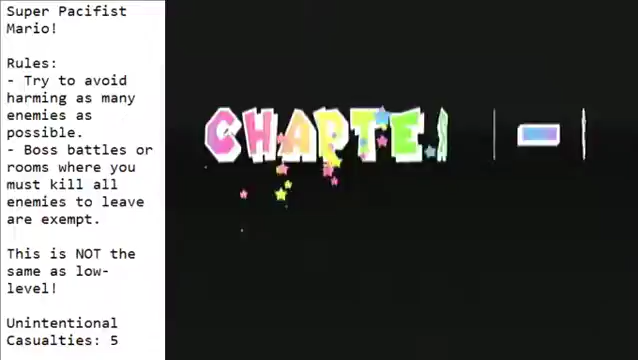 Super Pacifist
Mario!
Rules:
- Try to avoid
harming as many
enemies as
possible.
- Boss battles or
rooms where you
must kill all
enemies to leave
are exempt.
This is NOT the
same as low-
level!
Unintentional
Casualties: 5
CHAPTE
-